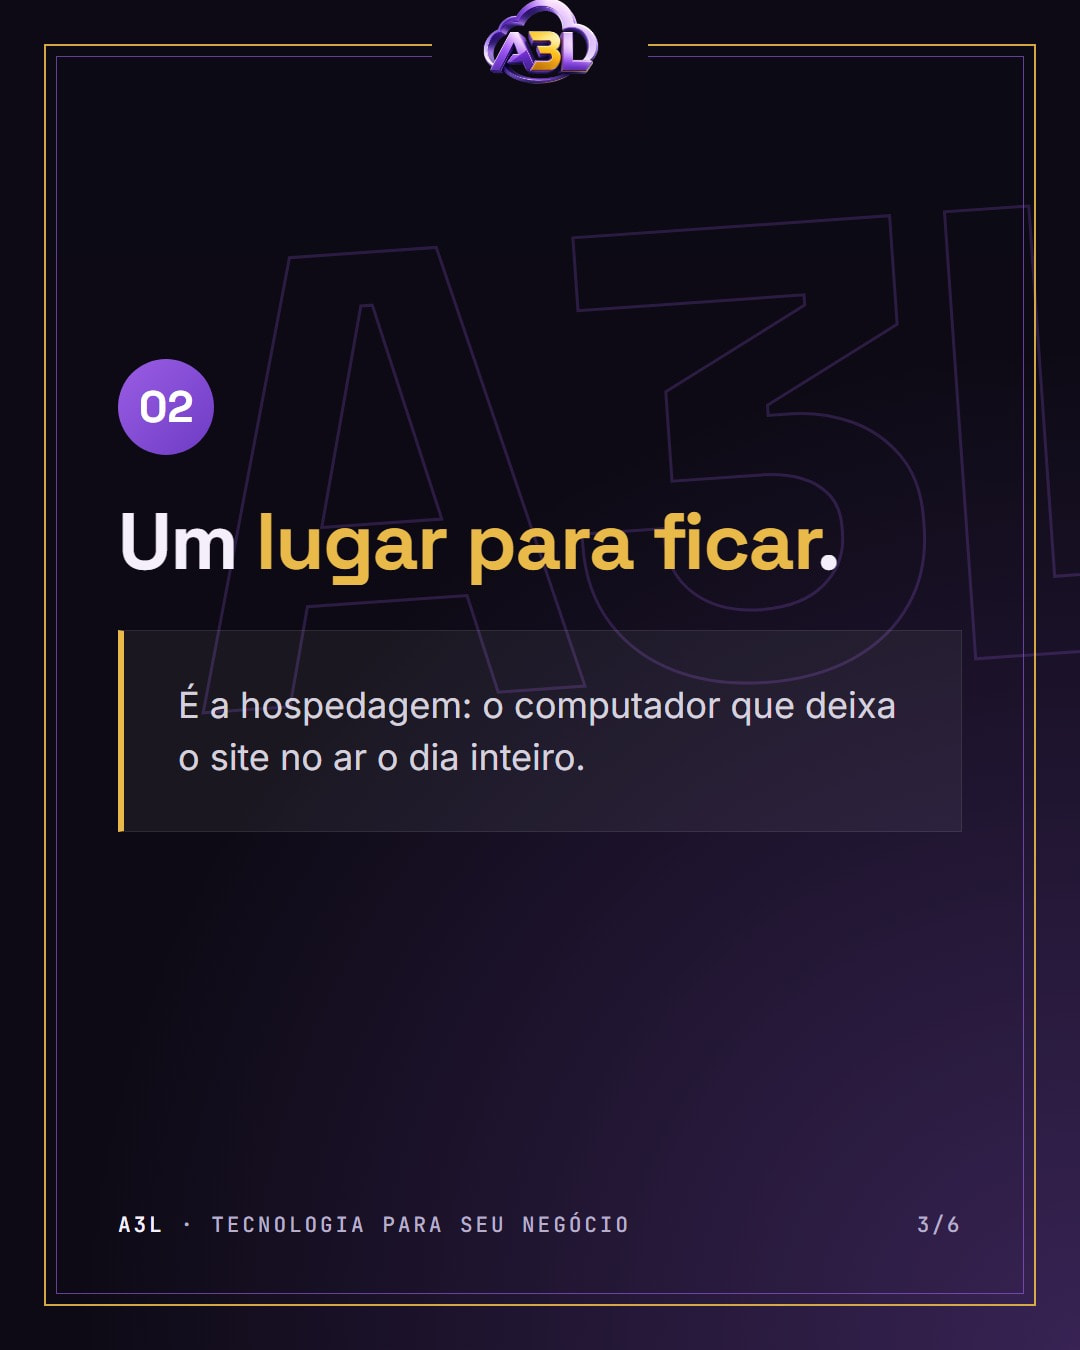 A3L
A3L
02
Um lugar para ficar.
É a hospedagem: o computador que deixa
o site no ar o dia inteiro.
A3L · TECNOLOGIA PARA SEU NEGÓCIO
3/6